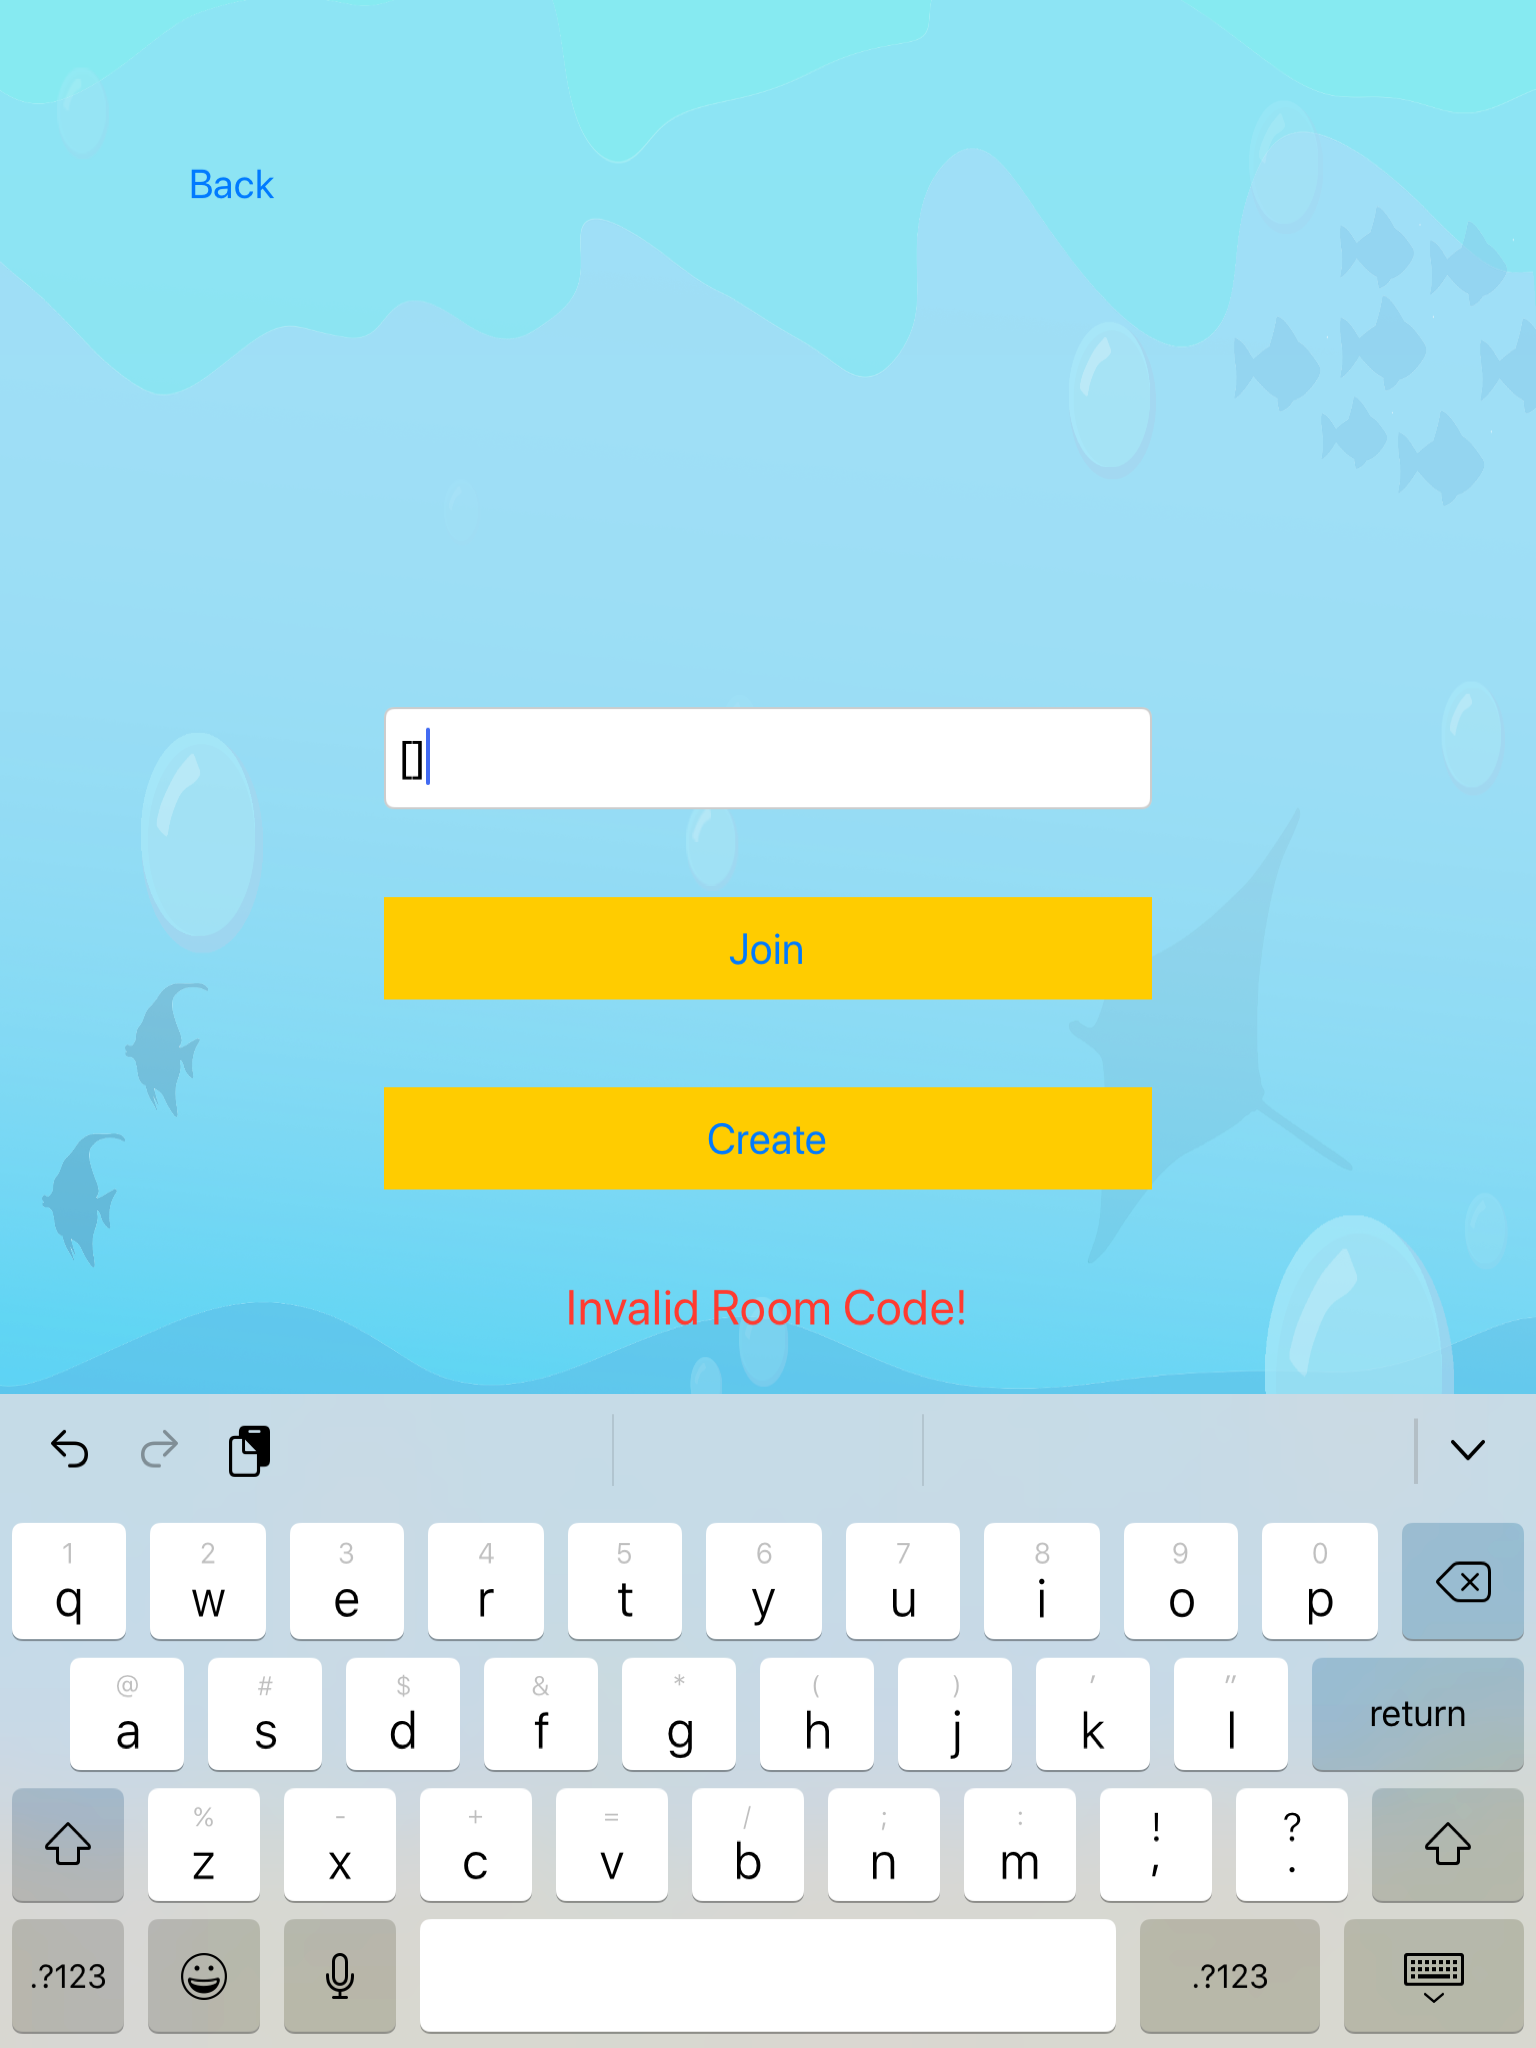 Back
[]
Join
Create
Invalid Room Code!
1 2 3 4 5 6 7 8 9 0
q w e r t y u i o p
@ # $ & * ( ) ' "
a s d f g h j k l return
% - + = / ; : ! ?
z x c v b n m , .
.?123 .?123